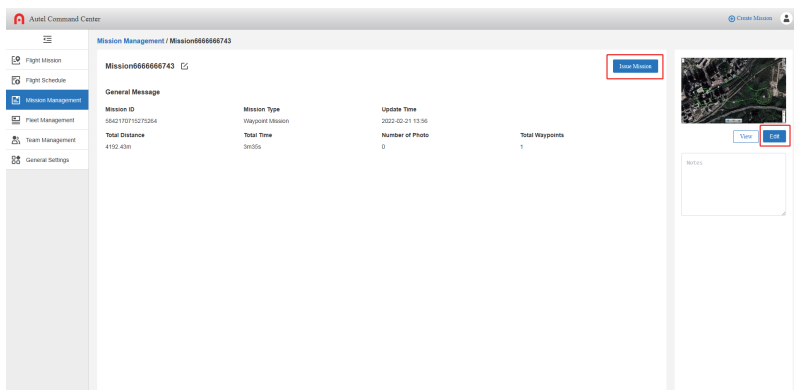 Autel Command Center
Create Mission
Flight Mission
Flight Schedule
Mission Management
Fleet Management
Team Management
General Settings
Mission Management / Mission6666666743
Mission6666666743
Issue Mission
General Message
Mission ID
Mission Type
Update Time
5842170715275264
Waypoint Mission
2022-02-21 13:56
Total Distance
Total Time
Number of Photo
Total Waypoints
4192.43m
3m35s
0
1
View
Edit
Notes